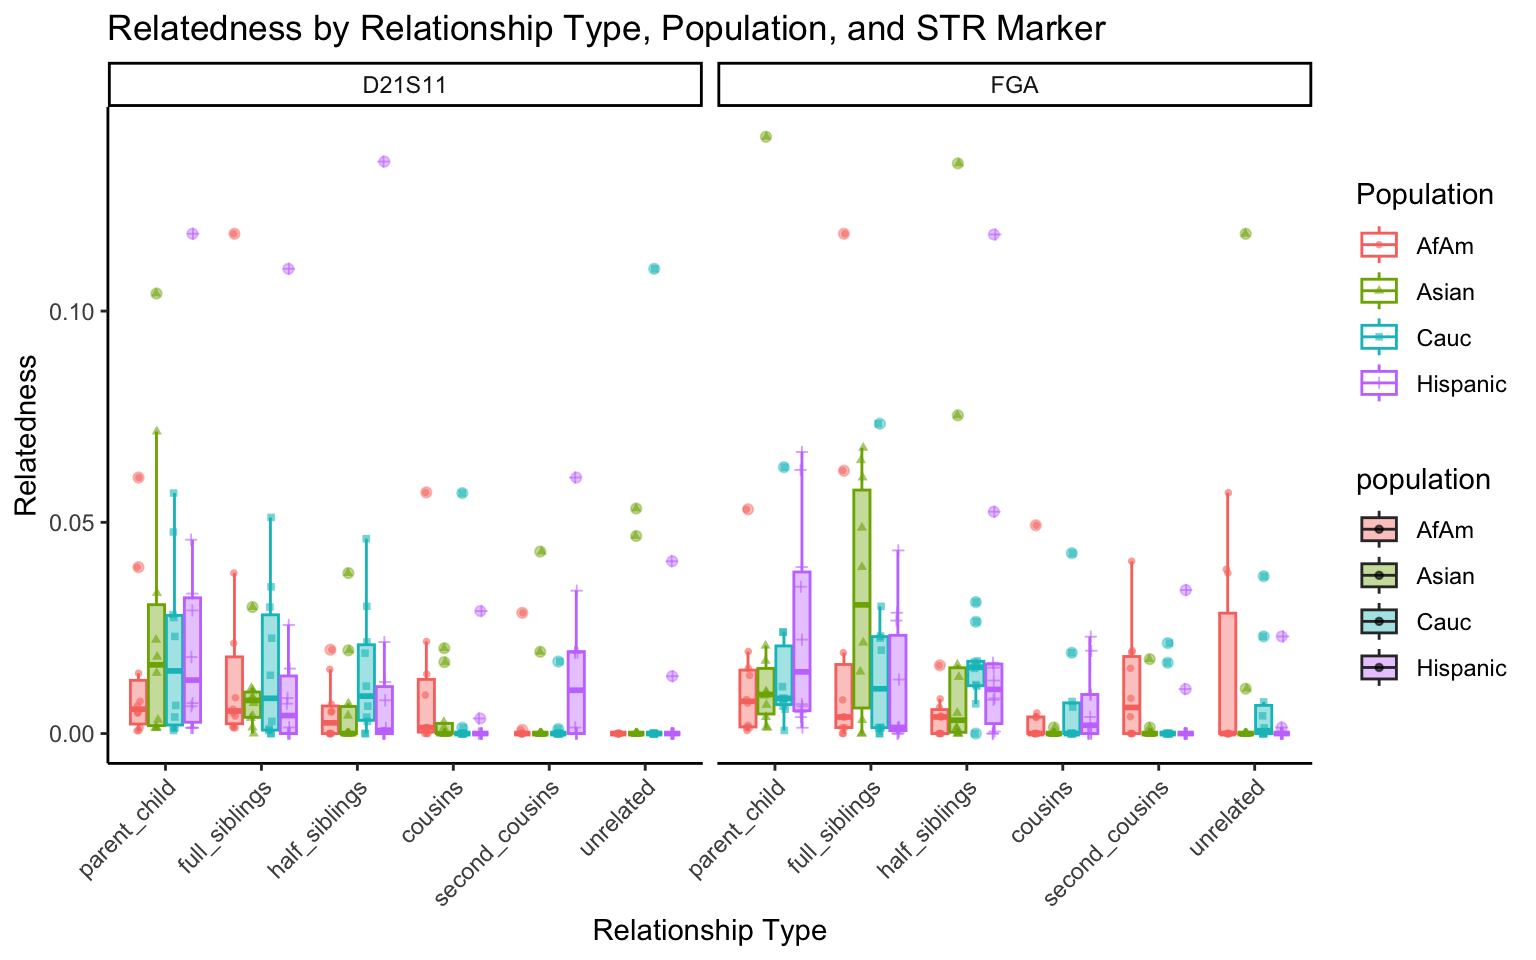 Relatedness by Relationship Type, Population, and STR Marker
D21S11
FGA
Relatedness
0.10
0.05
0.00
parent_child
full_siblings
half_siblings
cousins
second_cousins
unrelated
parent_child
full_siblings
half_siblings
cousins
second_cousins
unrelated
Relationship Type
Population
AfAm
Asian
Cauc
Hispanic
population
AfAm
Asian
Cauc
Hispanic